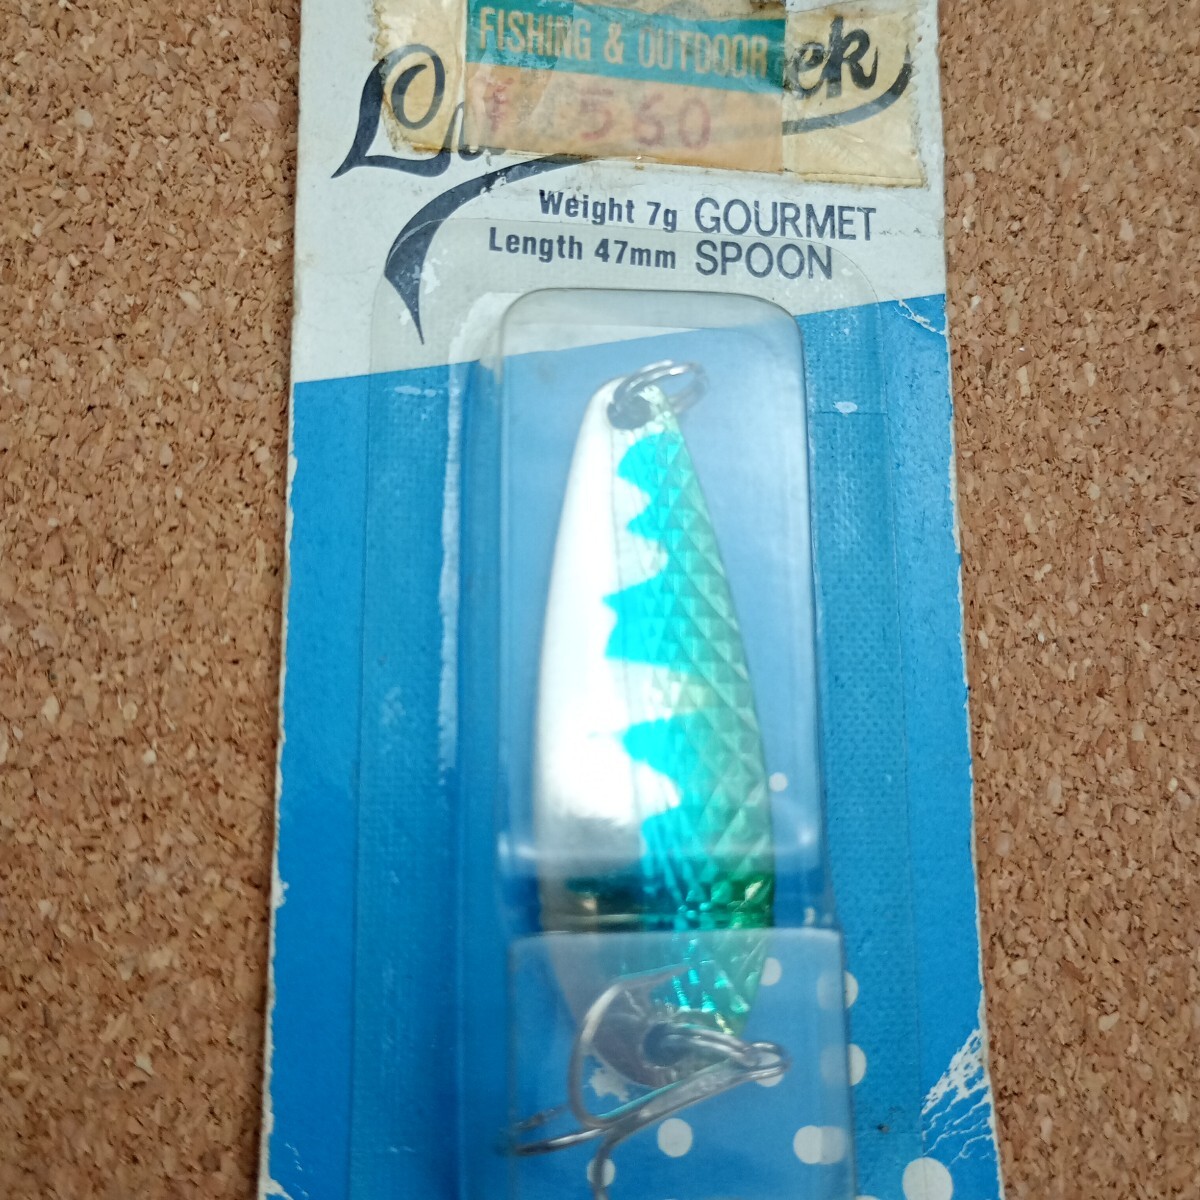 FISHING & OUTDOOR
¥ 560
Weight 7g GOURMET
Length 47mm SPOON